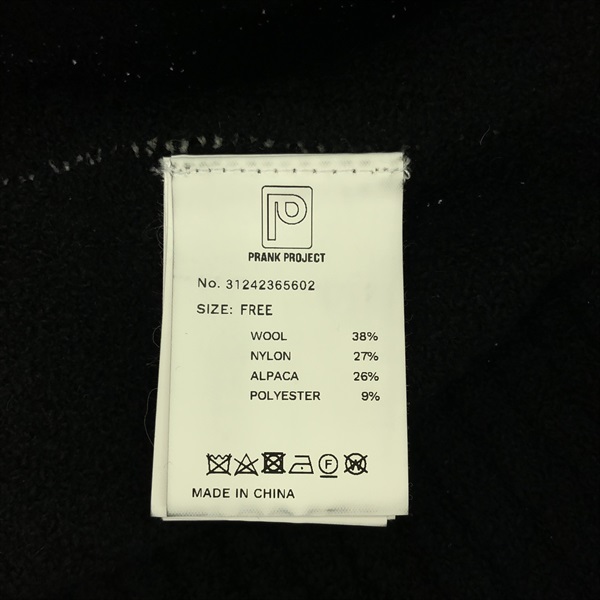 P
PRANK PROJECT
No. 31242365602
SIZE: FREE
WOOL 38%
NYLON 27%
ALPACA 26%
POLYESTER 9%
F W
MADE IN CHINA